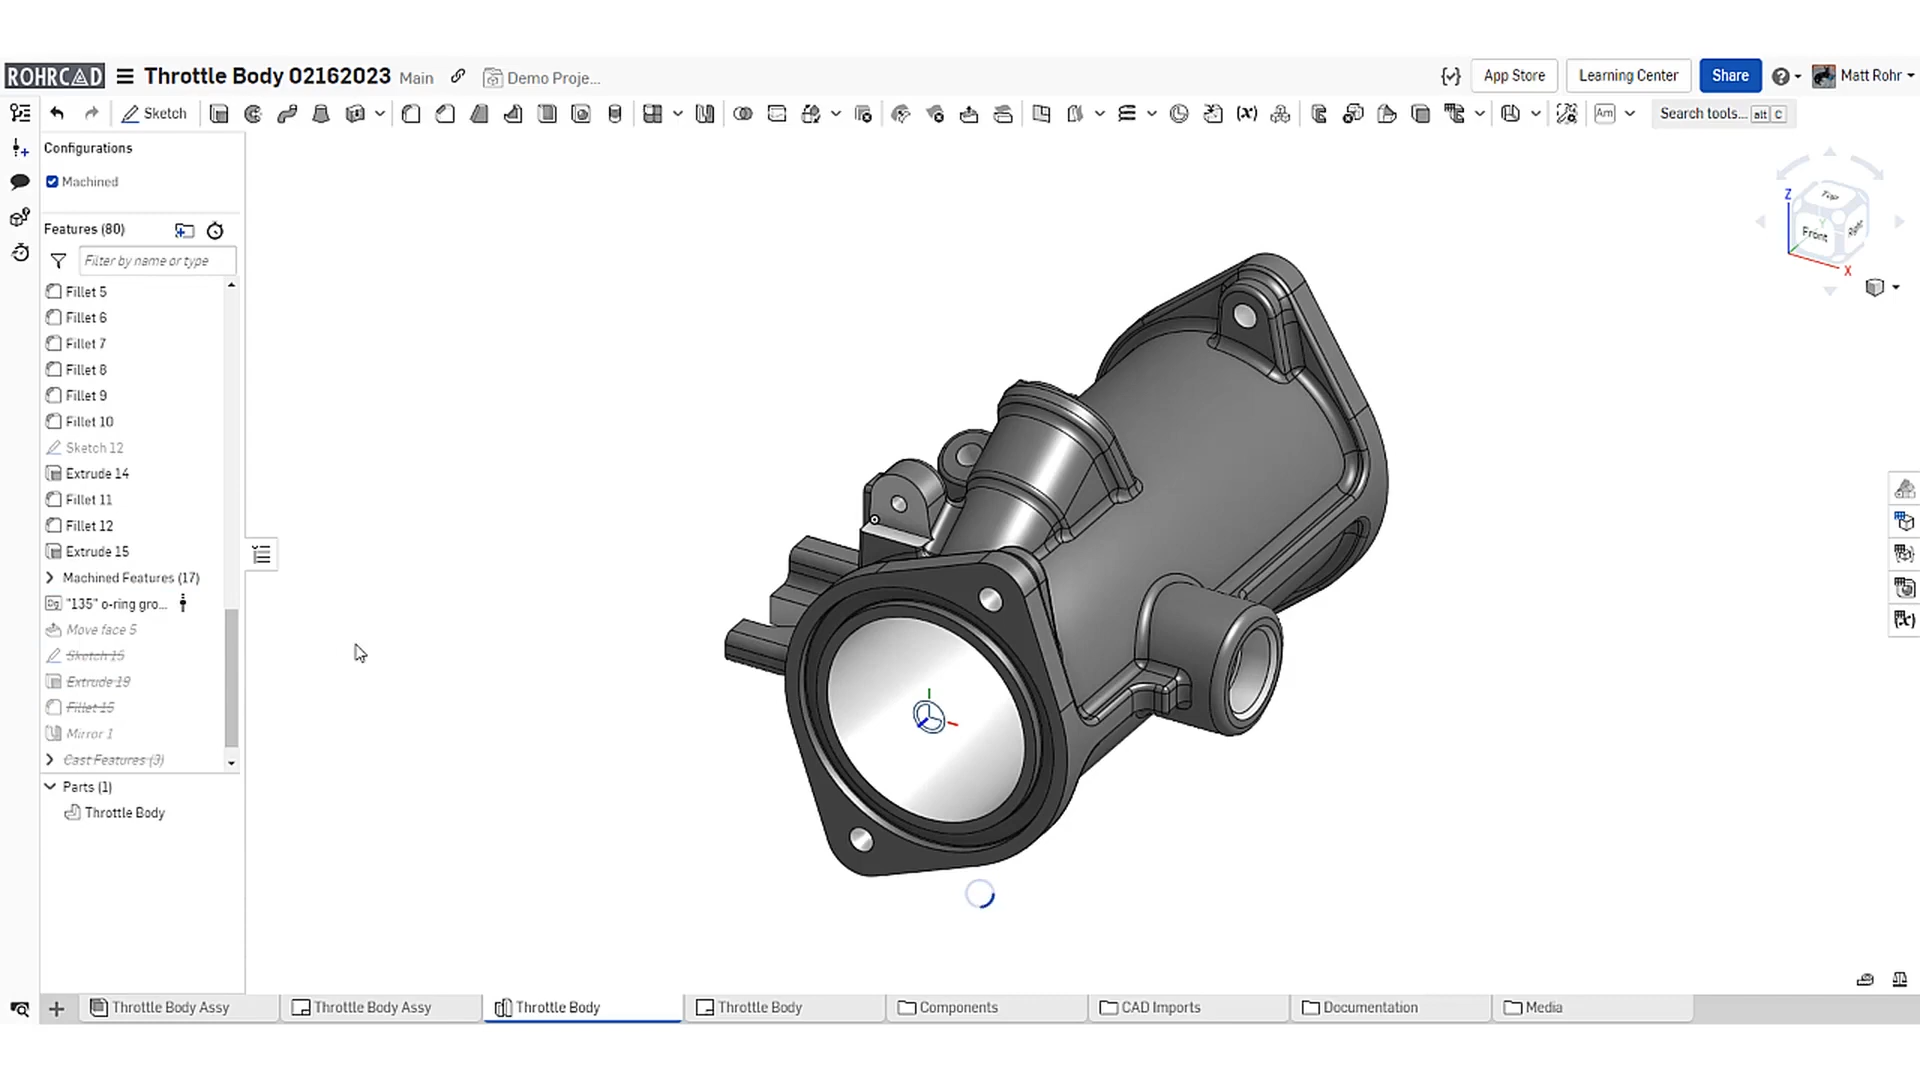 ROHRCAD Throttle Body 02162023 Main Demo Proje... App Store Learning Center Share Matt Rohr
Sketch Search tools... alt C
Configurations
Machined
Features (80)
Filter by name or type
Fillet 5
Fillet 6
Fillet 7
Fillet 8
Fillet 9
Fillet 10
Sketch 12
Extrude 14
Fillet 11
Fillet 12
Extrude 15
Machined Features (17)
"135" o-ring gro...
Move face 5
Sketch 15
Extrude 19
Fillet 15
Mirror 1
Cast Features (3)
Parts (1)
Throttle Body
Z
Top
Front
Right
X
Throttle Body Assy Throttle Body Assy Throttle Body Throttle Body Components CAD Imports Documentation Media